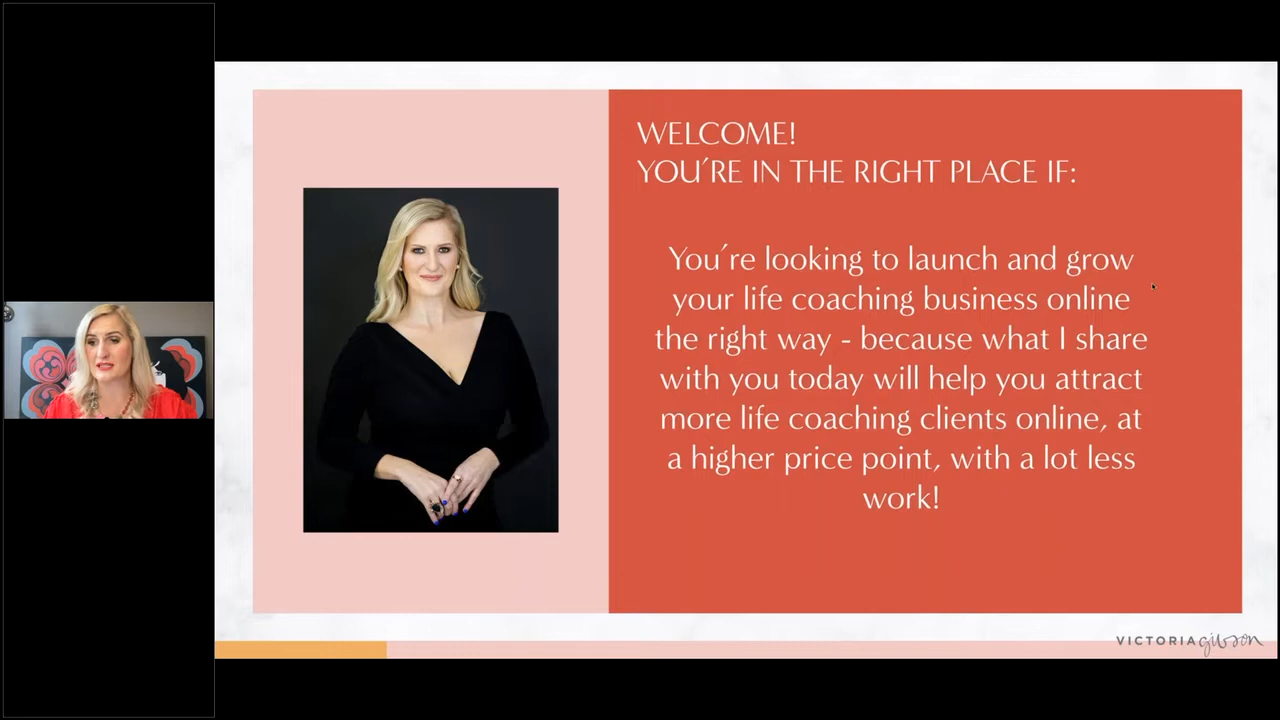 WELCOME!
YOU´RE IN THE RIGHT PLACE IF:
You´re looking to launch and grow
your life coaching business online
the right way - because what I share
with you today will help you attract
more life coaching clients online, at
a higher price point, with a lot less
work!
VICTORIA gibson